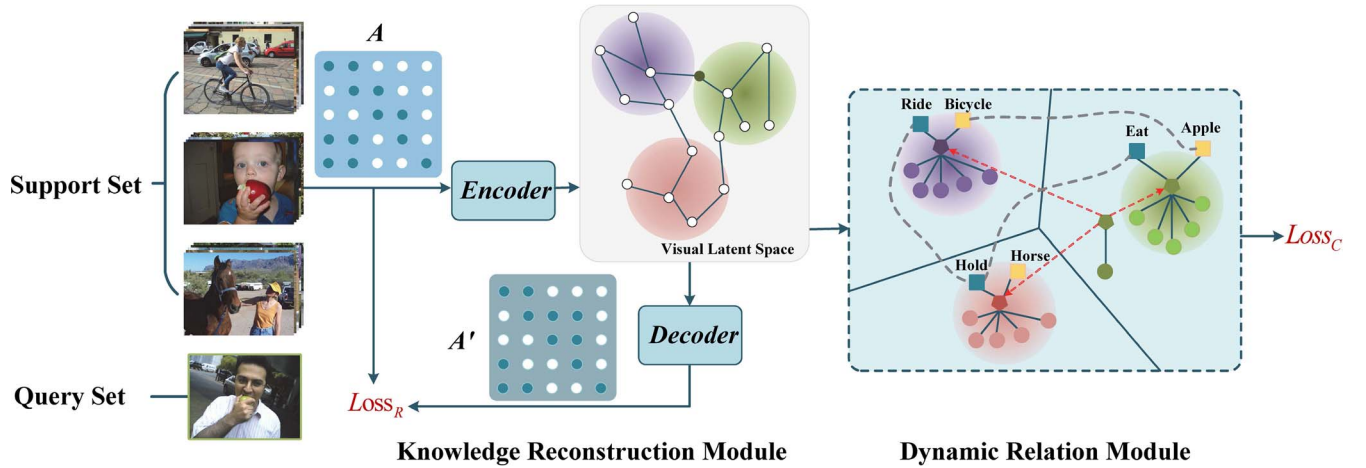 Support Set
Query Set
A
Encoder
Visual Latent Space
A'
Decoder
Loss_R
Knowledge Reconstruction Module
Ride
Bicycle
Eat
Apple
Hold
Horse
Loss_C
Dynamic Relation Module